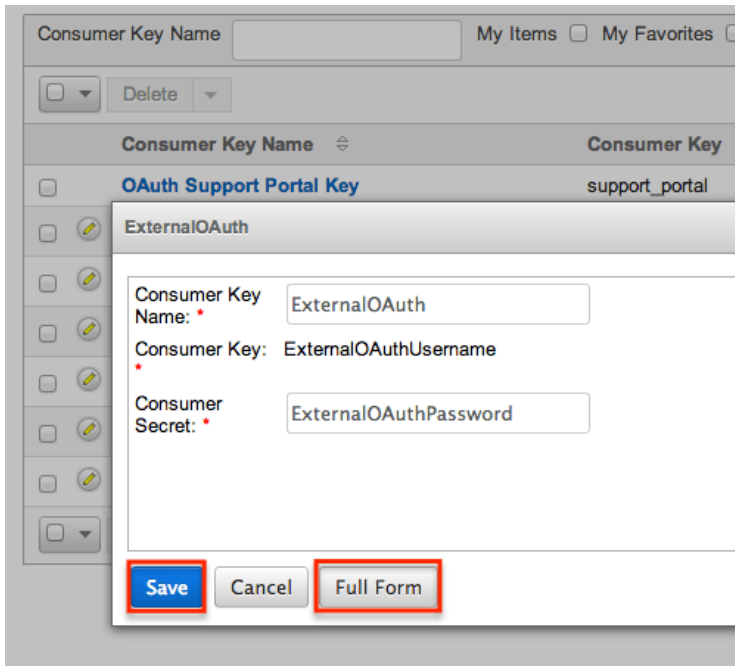 Consumer Key Name My Items My Favorites
Delete
Consumer Key Name Consumer Key
OAuth Support Portal Key support_portal
ExternalOAuth
Consumer Key
Name: * ExternalOAuth
Consumer Key: ExternalOAuthUsername
*
Consumer
Secret: * ExternalOAuthPassword
Save Cancel Full Form